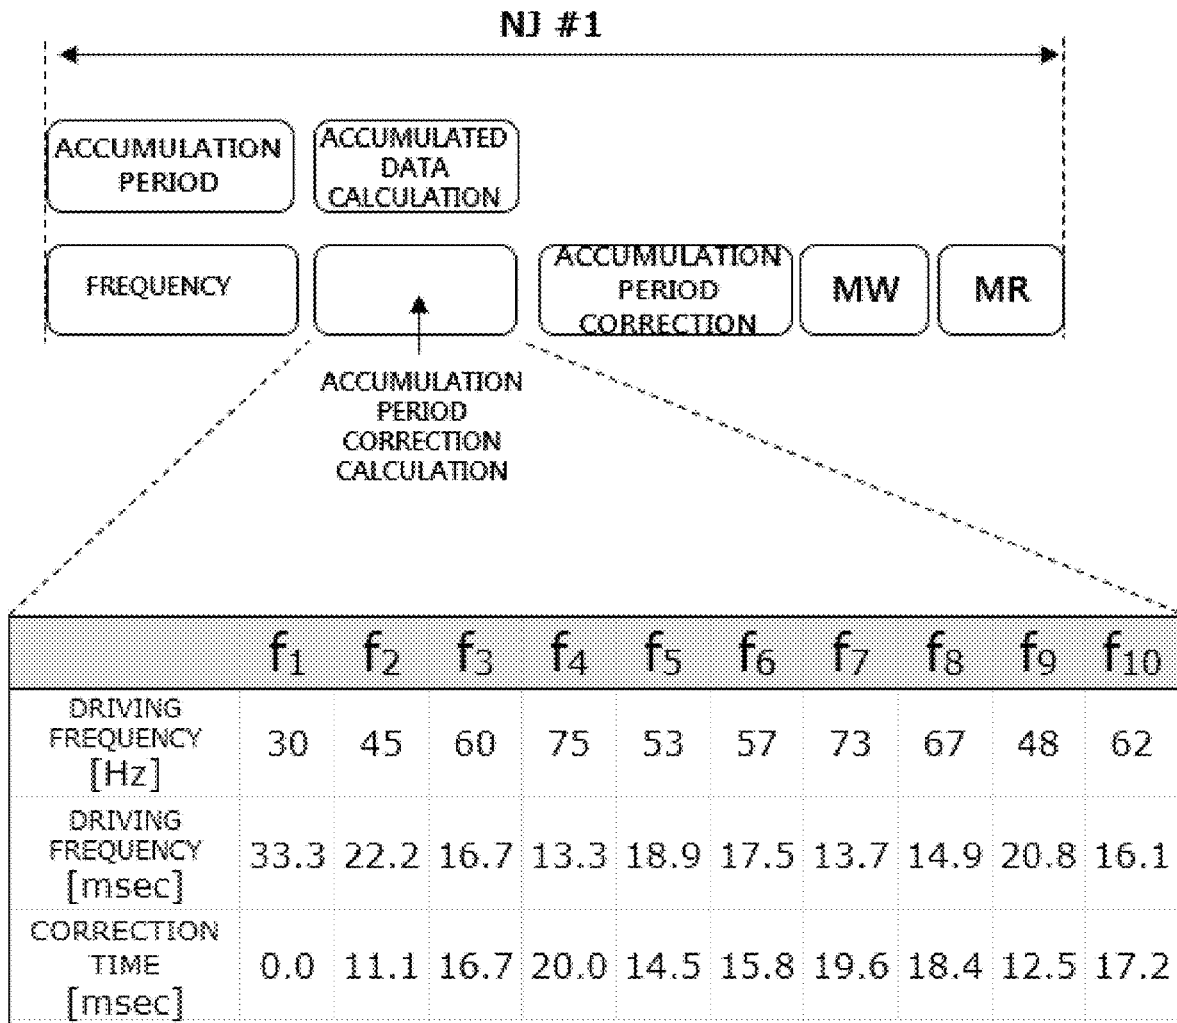 NJ #1
ACCUMULATION
PERIOD
ACCUMULATED
DATA
CALCULATION
FREQUENCY
ACCUMULATION
PERIOD
CORRECTION
MW
MR
ACCUMULATION
PERIOD
CORRECTION
CALCULATION
f1 f2 f3 f4 f5 f6 f7 f8 f9 f10
DRIVING
FREQUENCY
[Hz]
30 45 60 75 53 57 73 67 48 62
DRIVING
FREQUENCY
[msec]
33.3 22.2 16.7 13.3 18.9 17.5 13.7 14.9 20.8 16.1
CORRECTION
TIME
[msec]
0.0 11.1 16.7 20.0 14.5 15.8 19.6 18.4 12.5 17.2